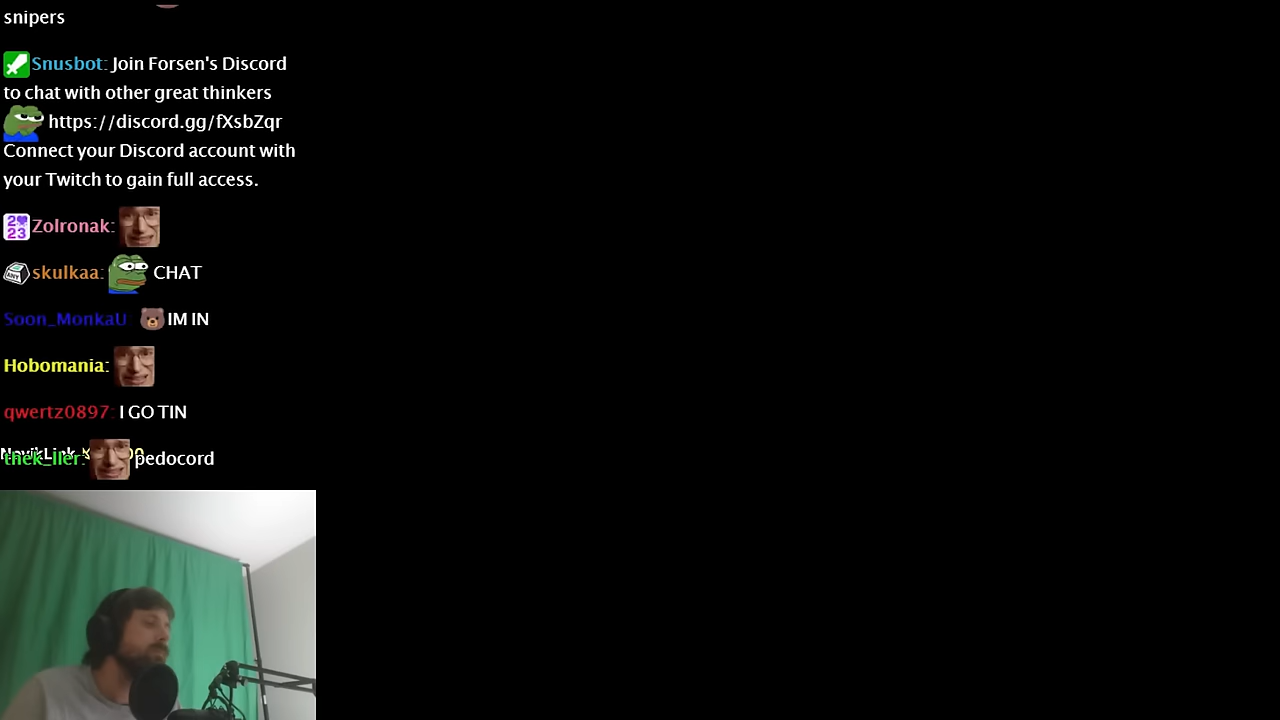 snipers
Snusbot: Join Forsen's Discord
to chat with other great thinkers
https://discord.gg/fXsbZqr
Connect your Discord account with
your Twitch to gain full access.
Zolronak:
skulkaa: CHAT
Soon_MonkaU: IM IN
Hobomania:
qwertz0897: I GO TIN
thek_ller: pedocord